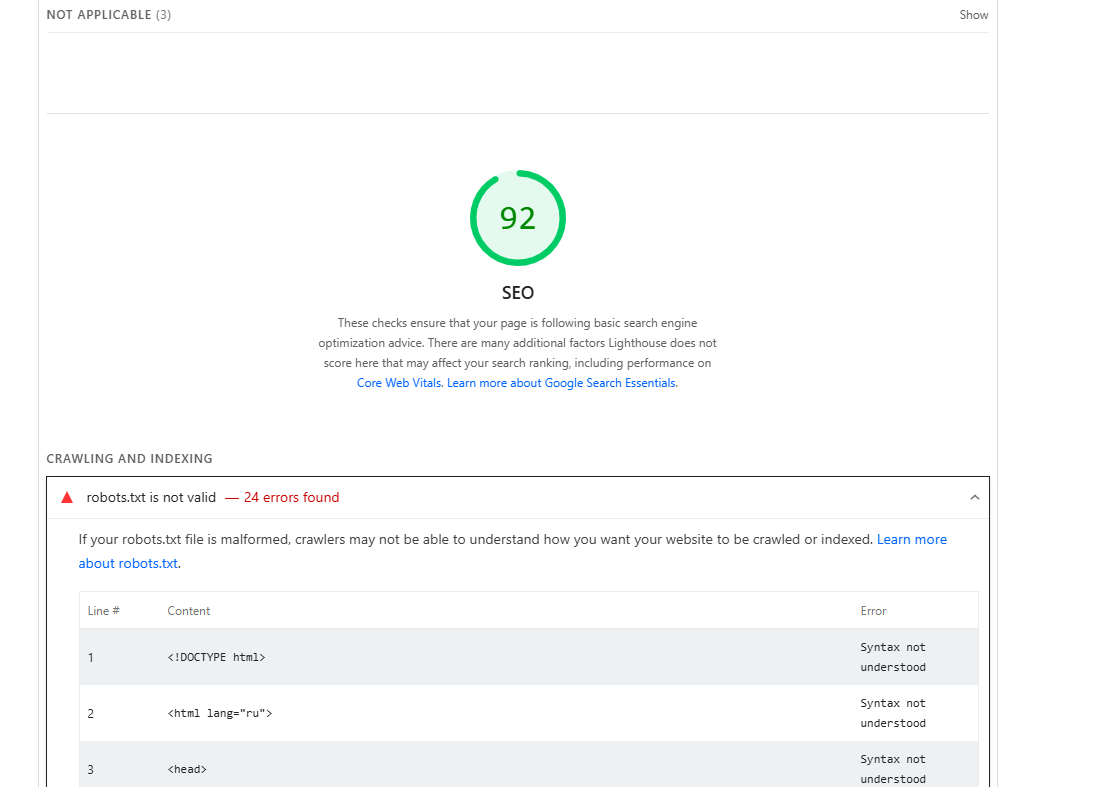 NOT APPLICABLE (3) Show
92
SEO
These checks ensure that your page is following basic search engine
optimization advice. There are many additional factors Lighthouse does not
score here that may affect your search ranking, including performance on
Core Web Vitals. Learn more about Google Search Essentials.
CRAWLING AND INDEXING
robots.txt is not valid — 24 errors found
If your robots.txt file is malformed, crawlers may not be able to understand how you want your website to be crawled or indexed. Learn more
about robots.txt.
Line # Content Error
1 <!DOCTYPE html> Syntax not
understood
2 <html lang="ru"> Syntax not
understood
3 <head> Syntax not
understood